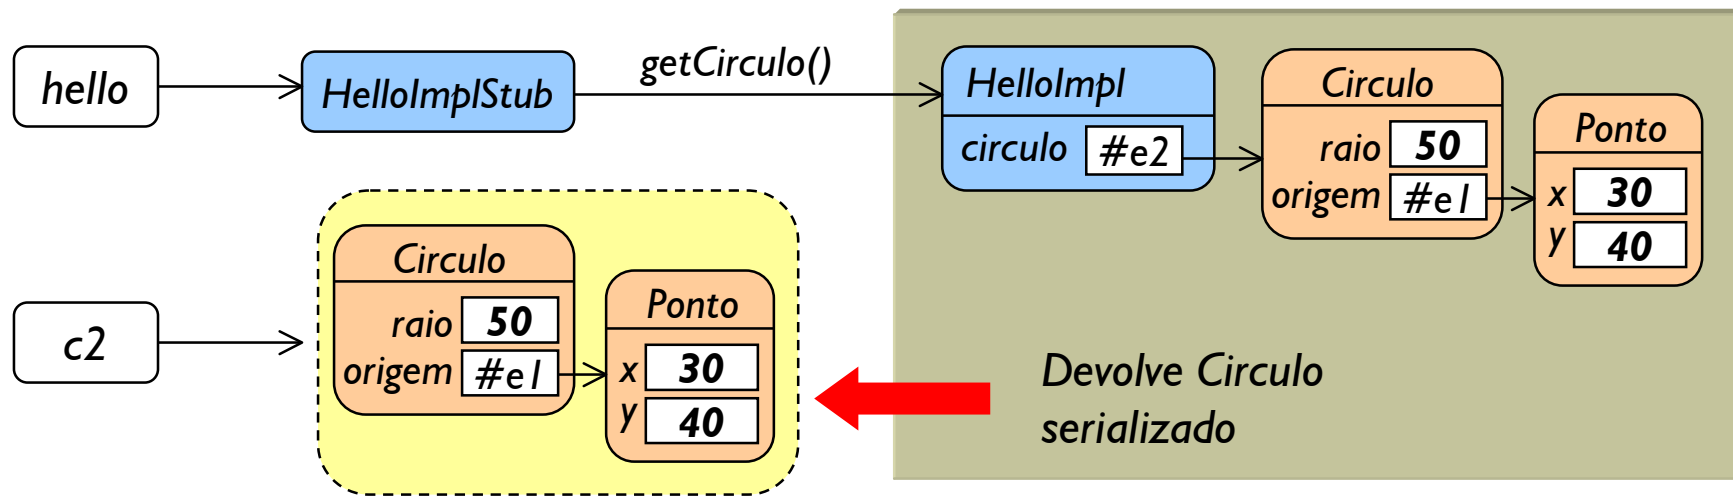 hello
HelloImplStub
getCirculo()
HelloImpl
circulo #e2
Circulo
raio 50
origem #e1
Ponto
x 30
y 40
c2
Circulo
raio 50
origem #e1
Ponto
x 30
y 40
Devolve Circulo
serializado